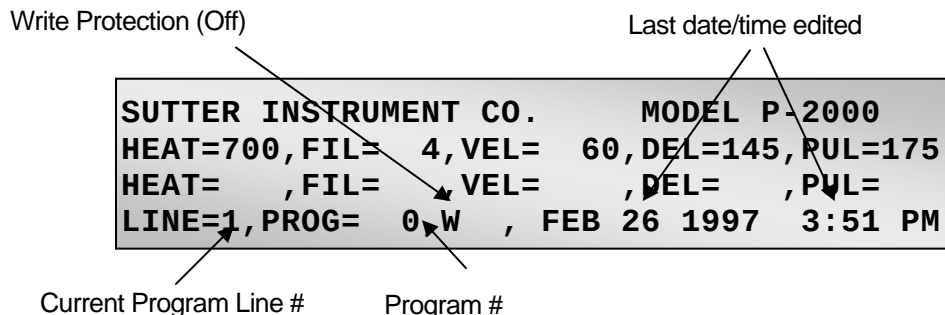 Write Protection (Off)
Last date/time edited
SUTTER INSTRUMENT CO. MODEL P-2000
HEAT=700,FIL= 4,VEL= 60,DEL=145,PUL=175
HEAT= ,FIL= ,VEL= ,DEL= ,PUL=
LINE=1,PROG= 0 W , FEB 26 1997 3:51 PM
Current Program Line #
Program #